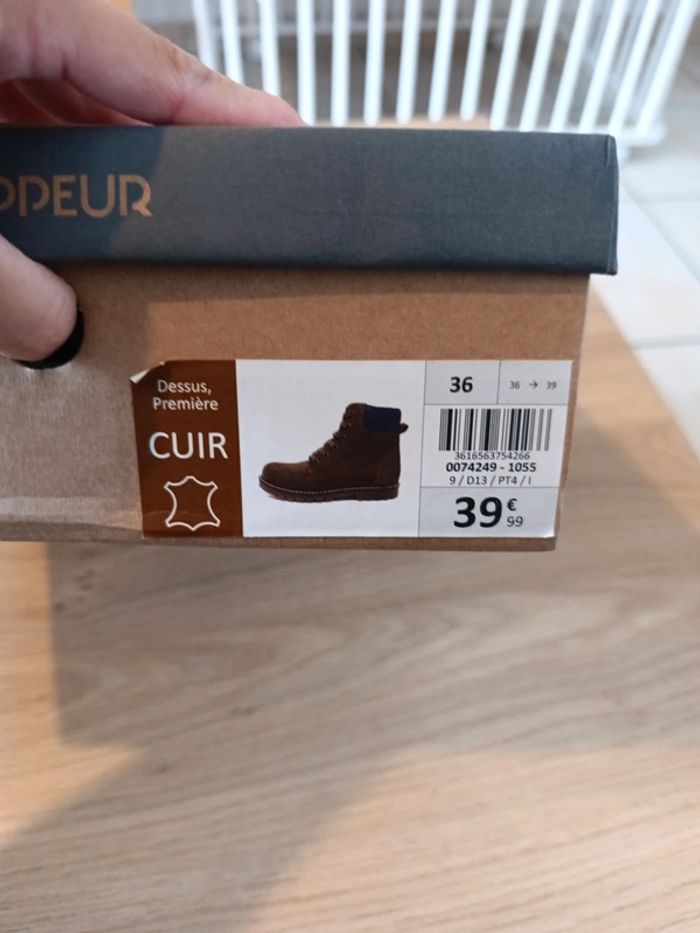 PPEUR
Dessus,
Première
CUIR
36
36 → 39
3616563754266
0074249 - 1055
9 / D13 / PT4 / I
39 € 99